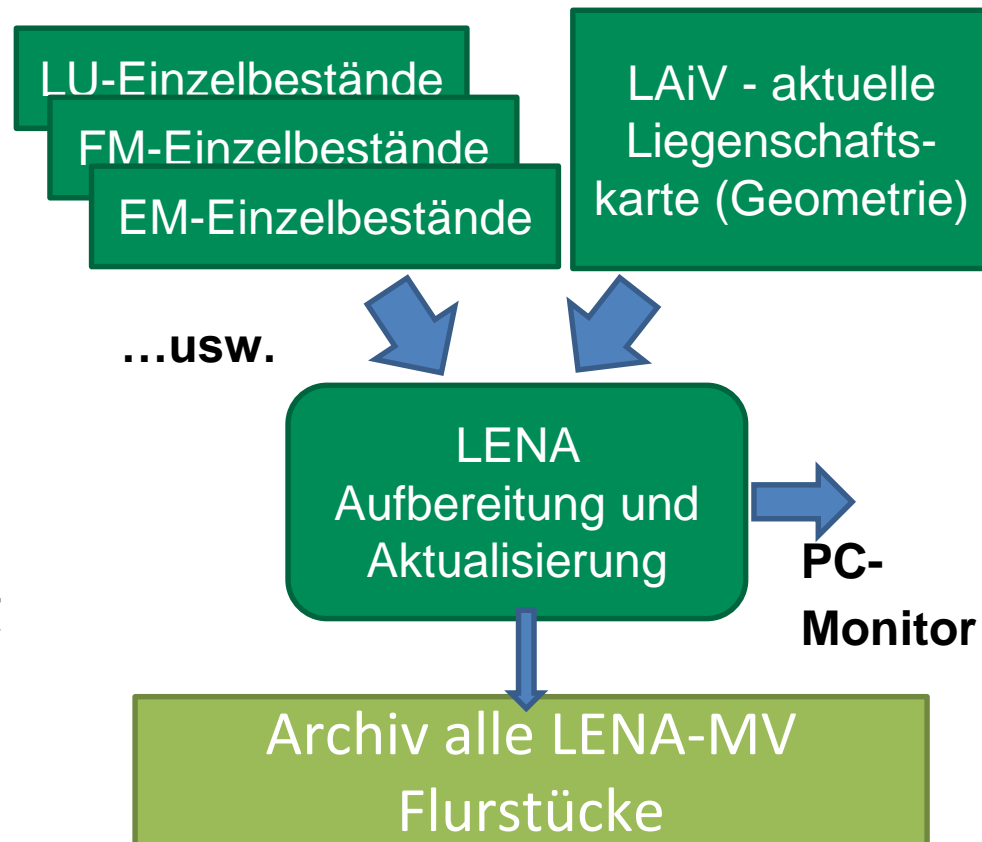 LU-Einzelbestände
FM-Einzelbestände
EM-Einzelbestände
LAiV - aktuelle
Liegenschafts-
karte (Geometrie)
…usw.
LENA
Aufbereitung und
Aktualisierung
PC-
Monitor
Archiv alle LENA-MV
Flurstücke